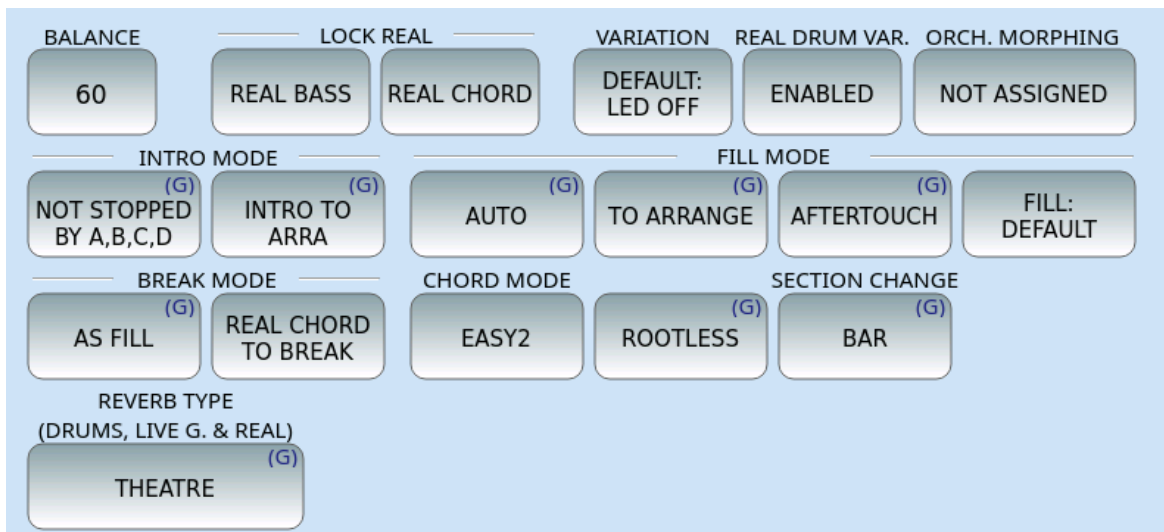 BALANCE LOCK REAL VARIATION REAL DRUM VAR. ORCH. MORPHING
60 REAL BASS REAL CHORD DEFAULT: LED OFF ENABLED NOT ASSIGNED
INTRO MODE FILL MODE
(G) (G) (G) (G) (G)
NOT STOPPED BY A,B,C,D INTRO TO ARRA AUTO TO ARRANGE AFTERTOUCH FILL: DEFAULT
BREAK MODE CHORD MODE SECTION CHANGE
(G) (G) (G)
AS FILL REAL CHORD TO BREAK EASY2 ROOTLESS BAR
REVERB TYPE
(DRUMS, LIVE G. & REAL)
(G)
THEATRE